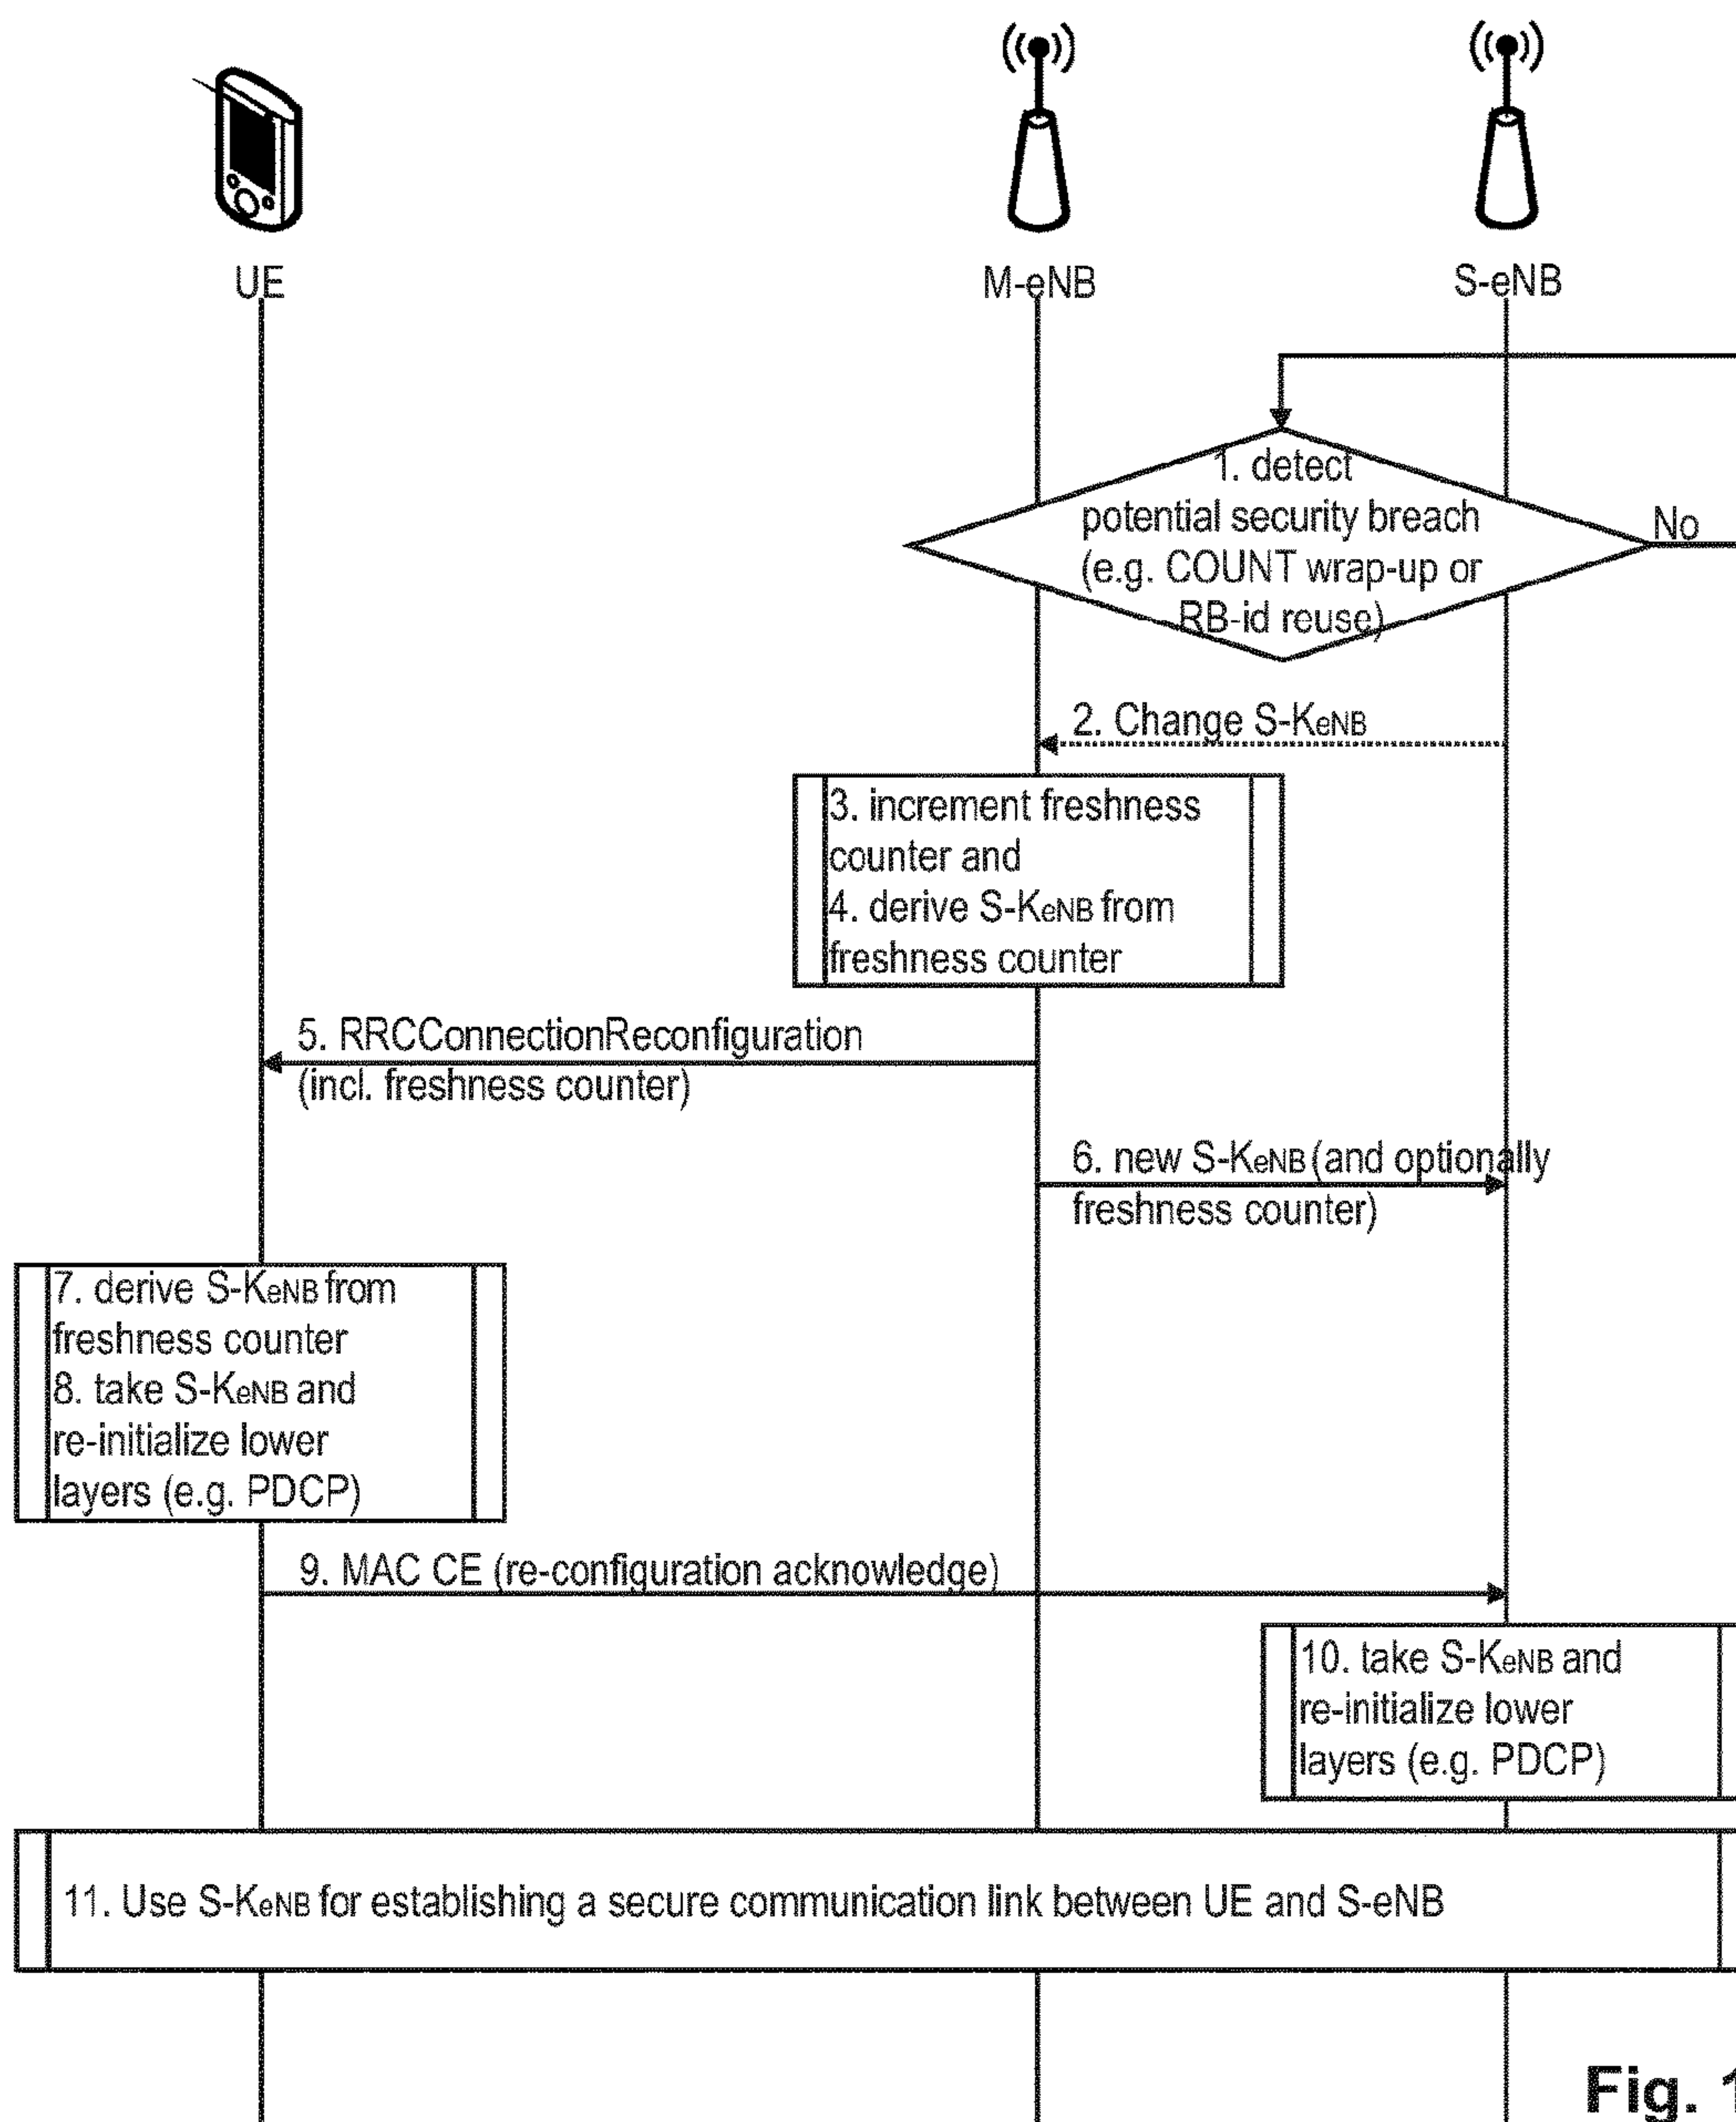 UE
M-eNB
S-eNB
1. detect
potential security breach
(e.g. COUNT wrap-up or
RB-id reuse)
No
2. Change S-KeNB
3. increment freshness
counter and
4. derive S-KeNB from
freshness counter
5. RRCConnectionReconfiguration
(incl. freshness counter)
6. new S-KeNB (and optionally
freshness counter)
7. derive S-KeNB from
freshness counter
8. take S-KeNB and
re-initialize lower
layers (e.g. PDCP)
9. MAC CE (re-configuration acknowledge)
10. take S-KeNB and
re-initialize lower
layers (e.g. PDCP)
11. Use S-KeNB for establishing a secure communication link between UE and S-eNB
Fig.